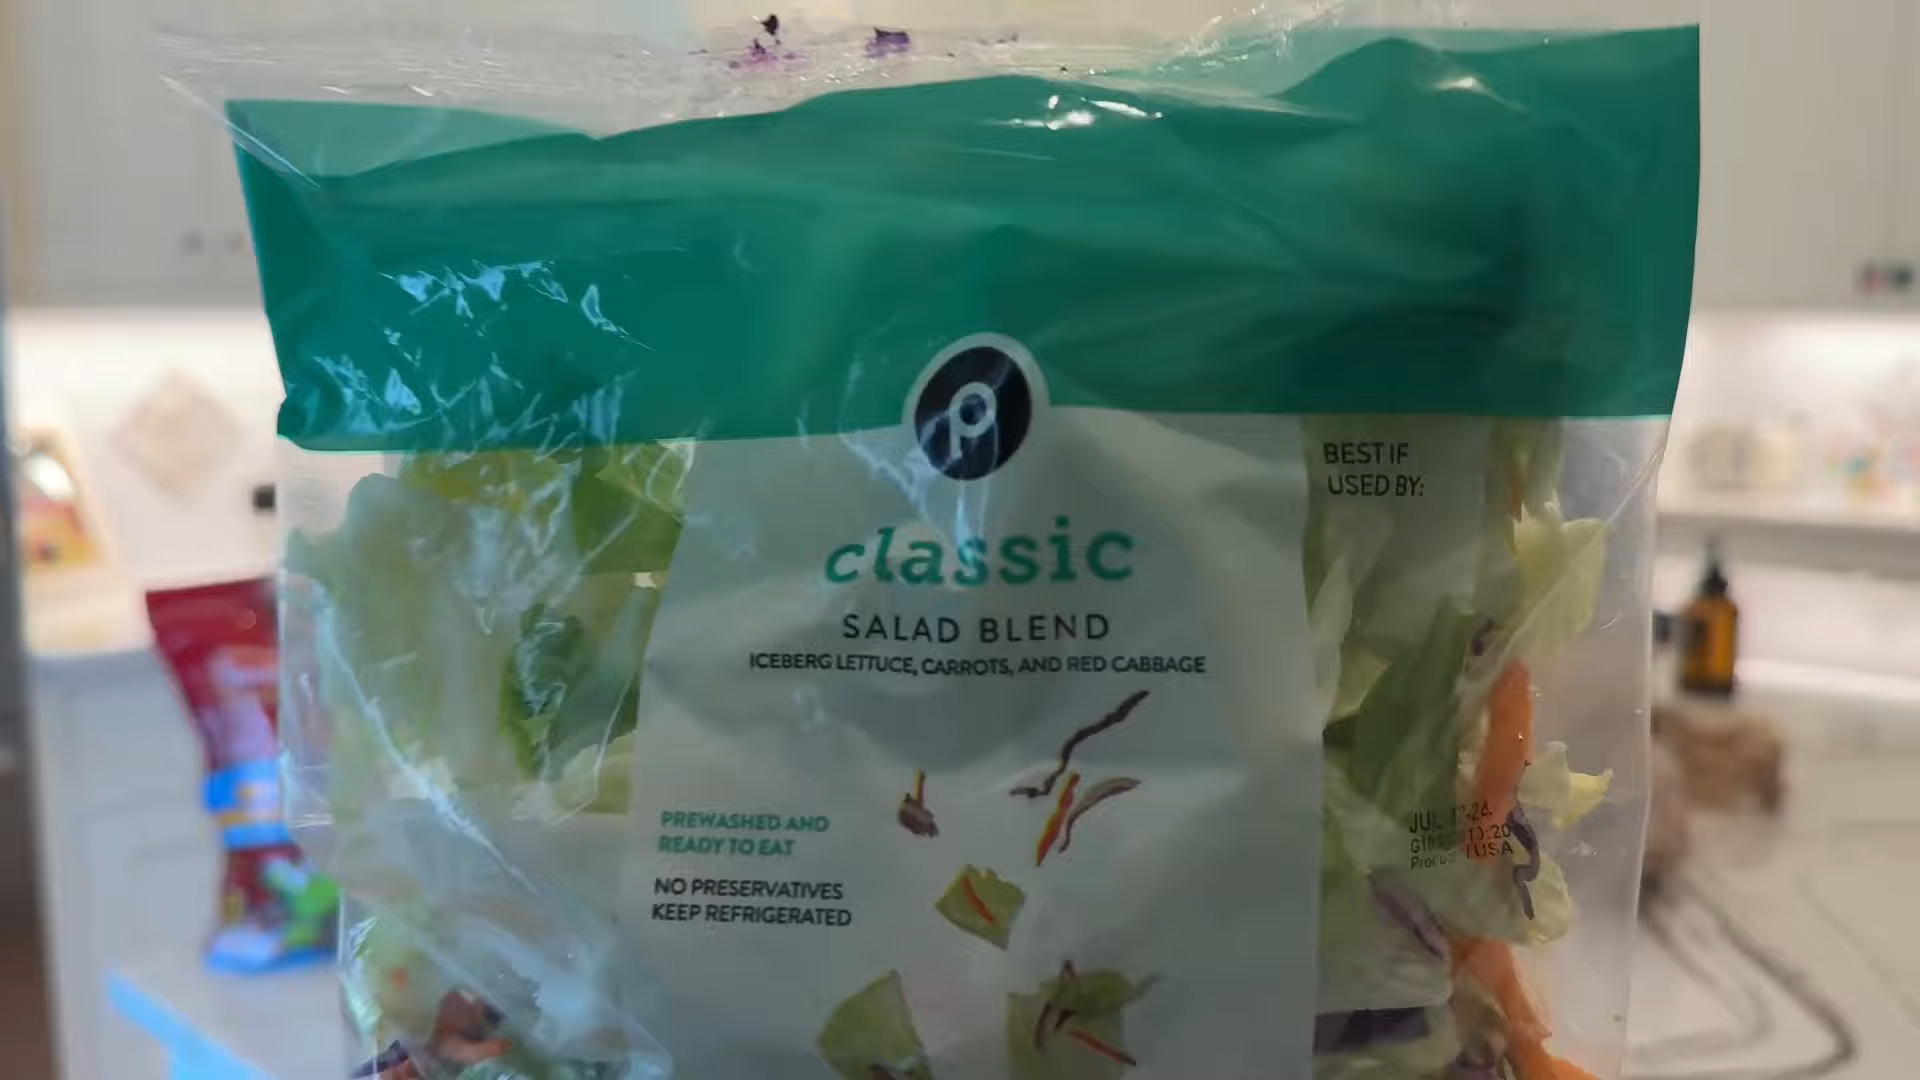 p
classic
SALAD BLEND
ICEBERG LETTUCE, CARROTS, AND RED CABBAGE
PREWASHED AND
READY TO EAT
NO PRESERVATIVES
KEEP REFRIGERATED
BEST IF
USED BY:
JUL
USA